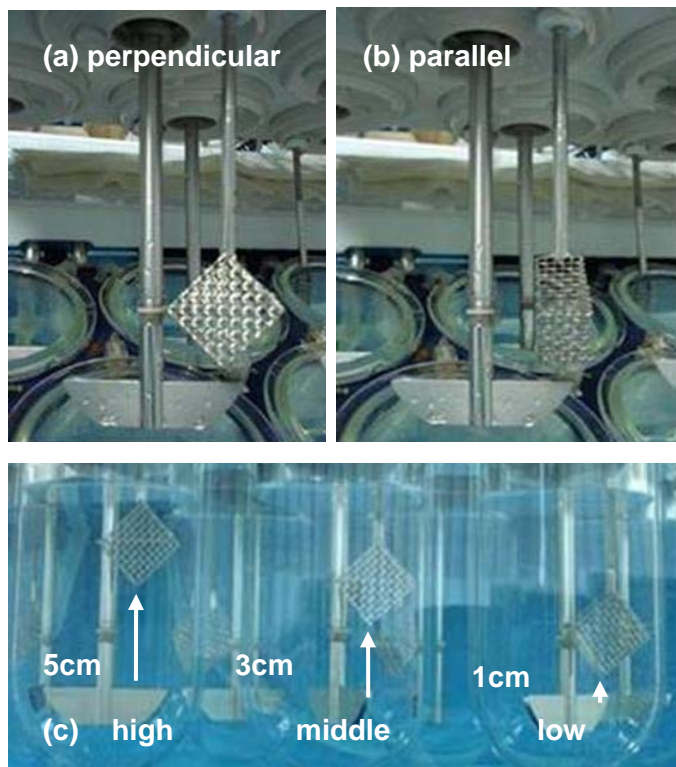 (a) perpendicular
(b) parallel
5cm
3cm
1cm
(c) high middle low